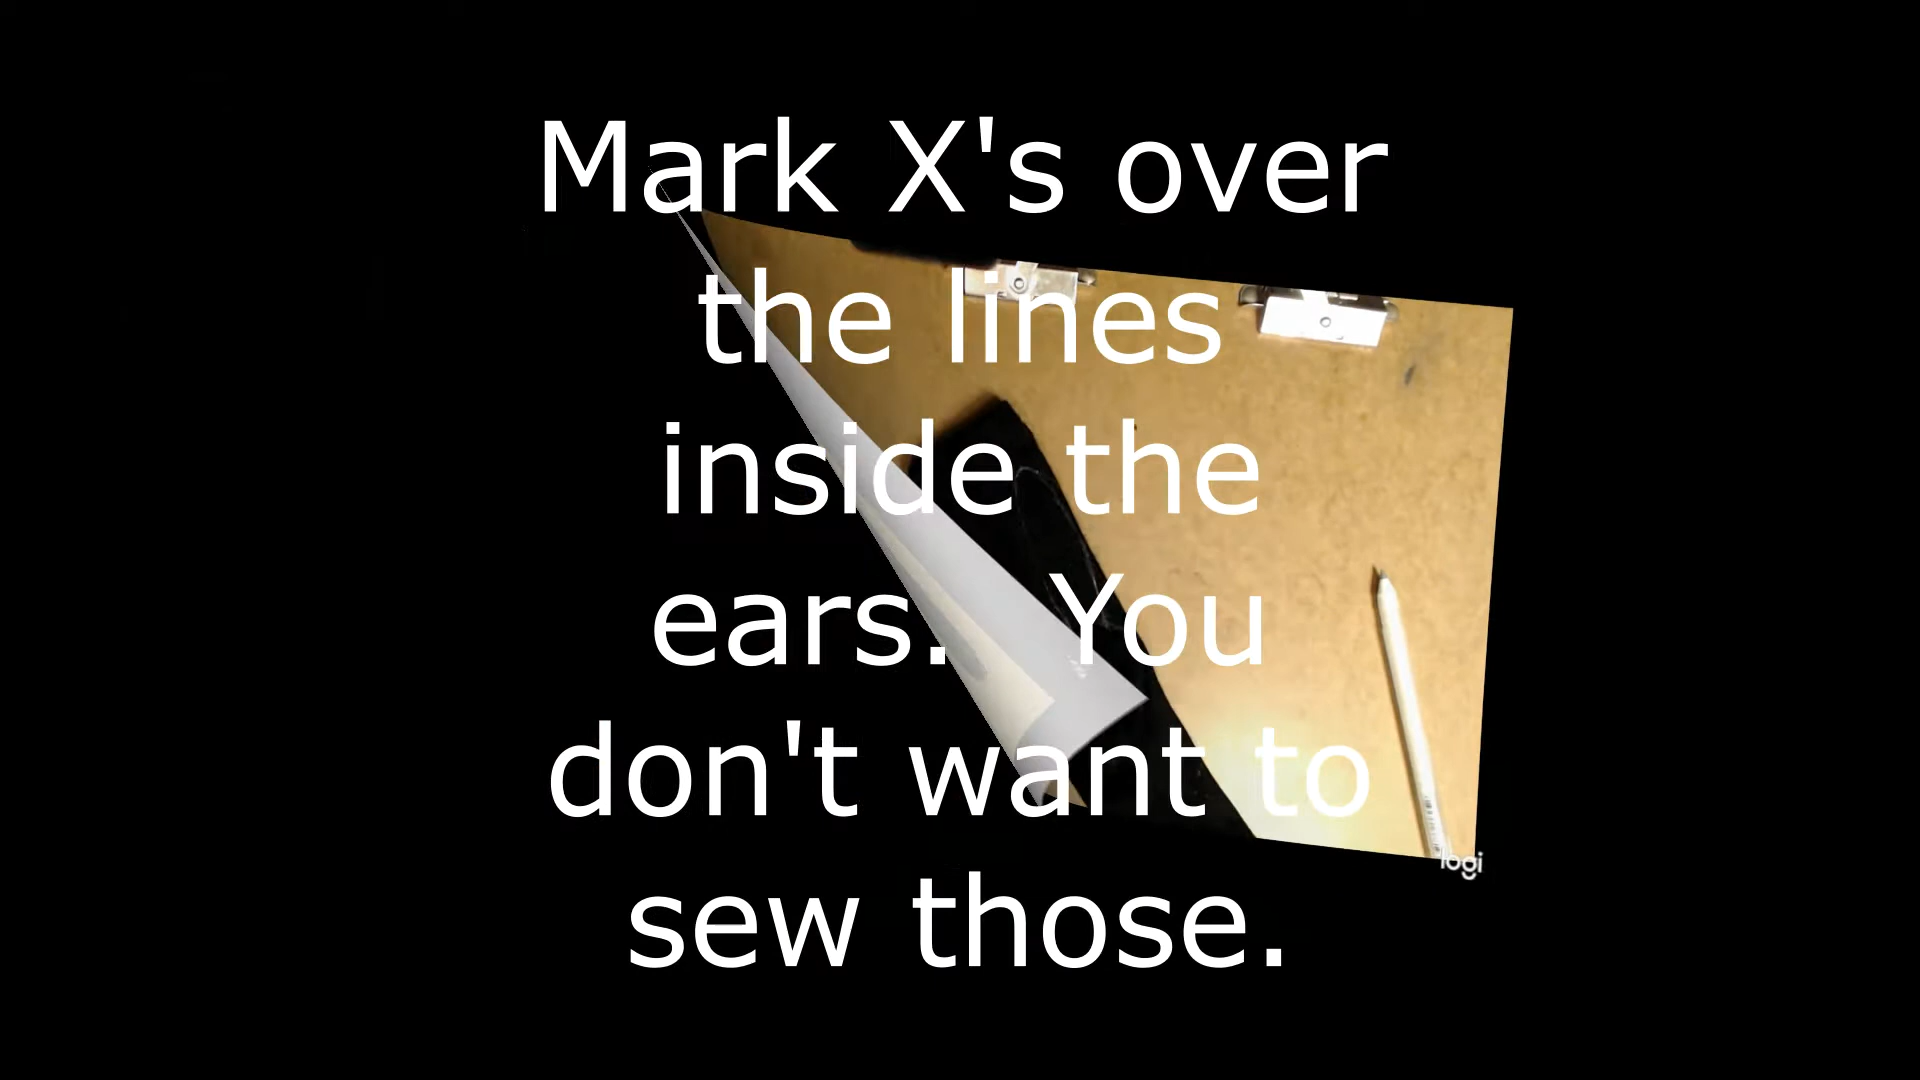 Mark X's over
the lines
inside the
ears.  You
don't want to
sew those.
logi